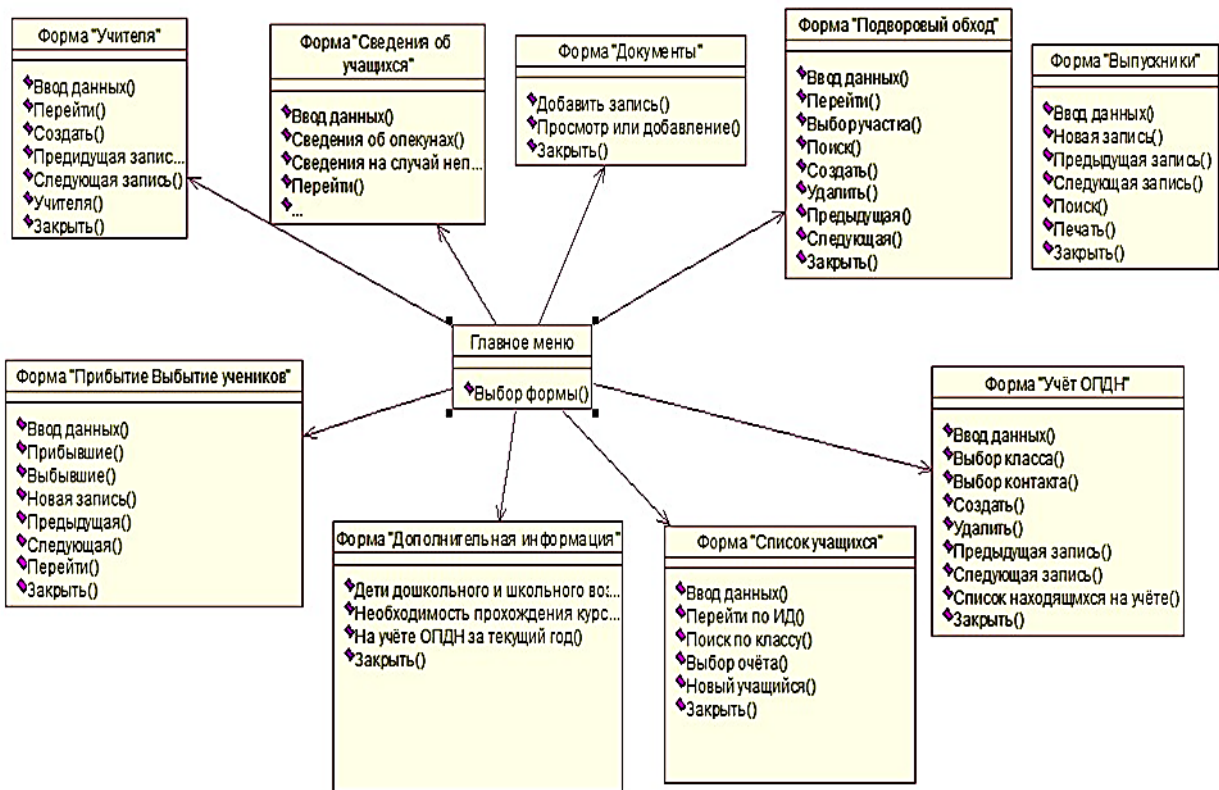 Форма "Учителя"
Ввод данных()
Перейти()
Создать()
Предидущая запис...
Следующая запись()
Учителя()
Закрыть()
Форма "Сведения об
учащихся"
Ввод данных()
Сведения об опекунах()
Сведения на случай неп...
Перейти()
...
Форма "Документы"
Добавить запись()
Просмотр или добавление()
Закрыть()
Форма "Подворовый обход"
Ввод данных()
Перейти()
Выбор участка()
Поиск()
Создать()
Удалить()
Предыдущая()
Следующая()
Закрыть()
Форма "Выпускники"
Ввод данных()
Новая запись()
Предыдущая запись()
Следующая запись()
Поиск()
Печать()
Закрыть()
Главное меню
Выбор формы()
Форма "Прибытие Выбытие учеников"
Ввод данных()
Прибывшие()
Выбывшие()
Новая запись()
Предыдущая()
Следующая()
Перейти()
Закрыть()
Форма "Дополнительная информация"
Дети дошкольного и школьного воз...
Необходимость прохождения курс...
На учёте ОПДН за текущий год()
Закрыть()
Форма "Список учащихся"
Ввод данных()
Перейти по ИД()
Поиск по классу()
Выбор очёта()
Новый учащийся()
Закрыть()
Форма "Учёт ОПДН"
Ввод данных()
Выбор класса()
Выбор контакта()
Создать()
Удалить()
Предыдущая запись()
Следующая запись()
Список находящихся на учёте()
Закрыть()